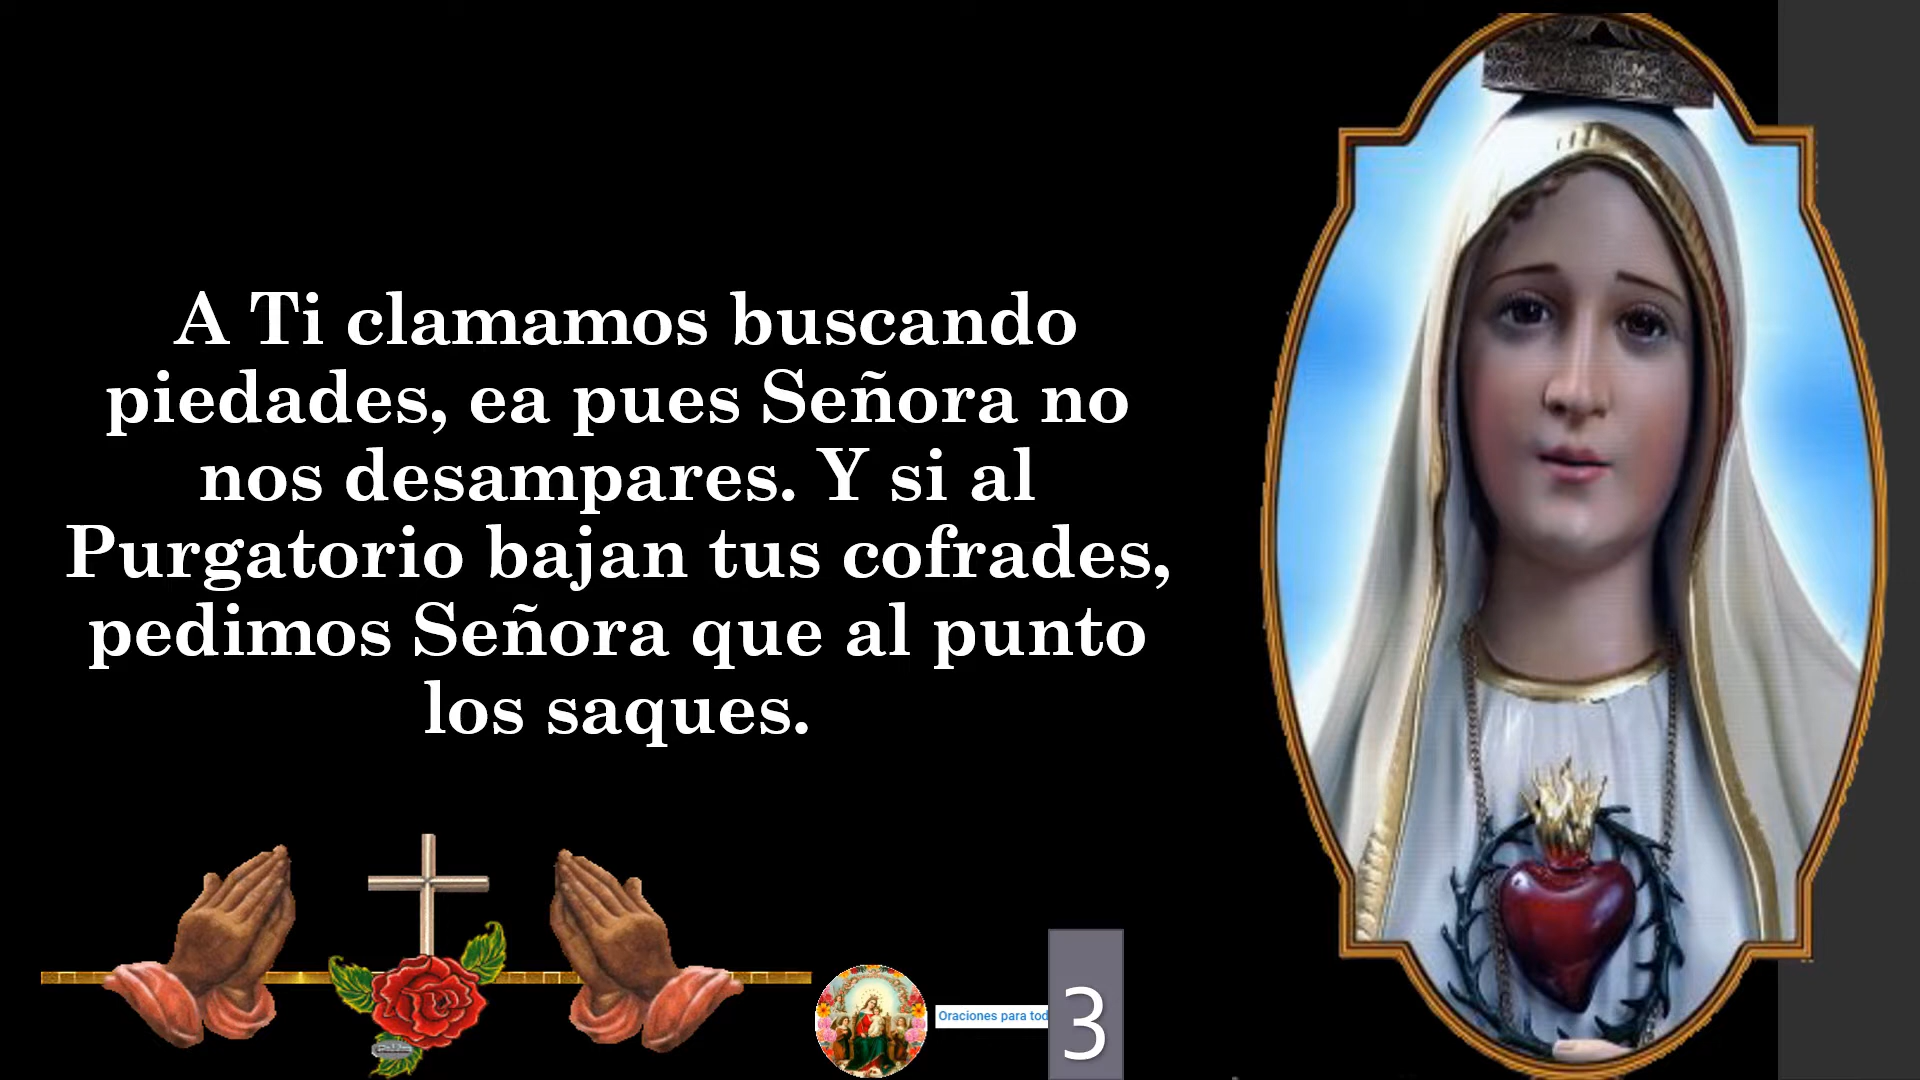 A Ti clamamos buscando
piedades, ea pues Señora no
nos desampares. Y si al
Purgatorio bajan tus cofrades,
pedimos Señora que al punto
los saques.
Oraciones para tod
3